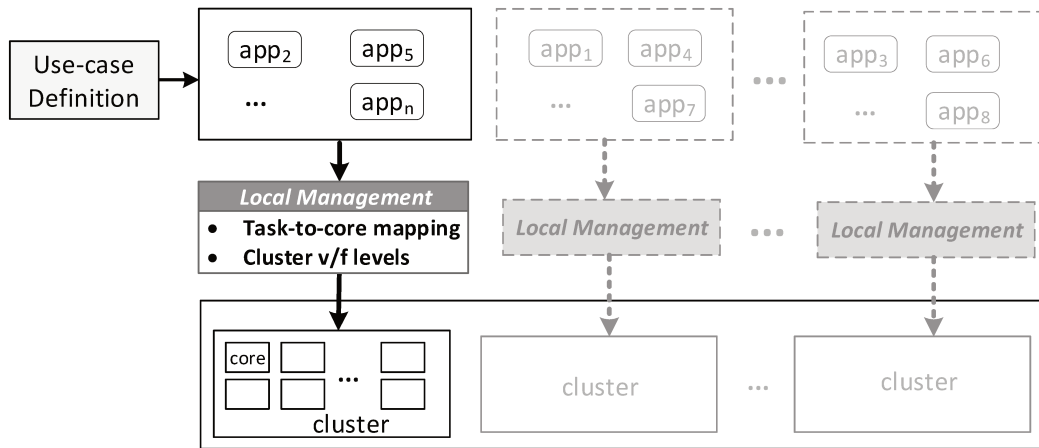 Use-case
Definition
app₂
app₅
...
appₙ
app₁
app₄
...
app₇
...
app₃
app₆
...
app₈
Local Management
• Task-to-core mapping
• Cluster v/f levels
Local Management
...
Local Management
core
...
cluster
cluster
...
cluster